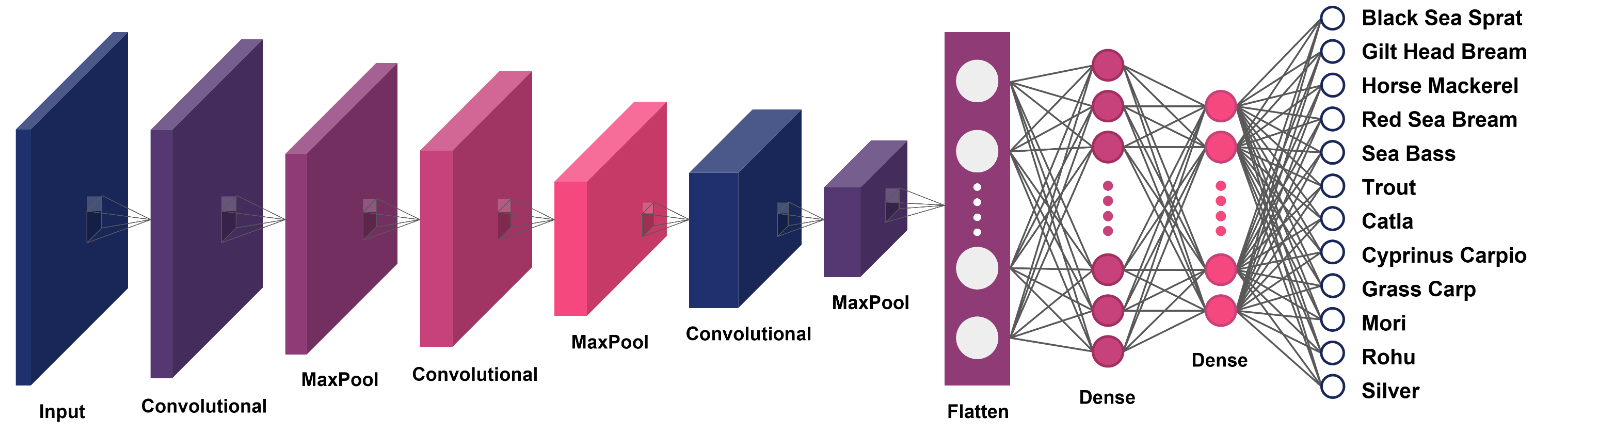 Input
Convolutional
MaxPool
Convolutional
MaxPool
Convolutional
MaxPool
Flatten
Dense
Dense
Black Sea Sprat
Gilt Head Bream
Horse Mackerel
Red Sea Bream
Sea Bass
Trout
Catla
Cyprinus Carpio
Grass Carp
Mori
Rohu
Silver